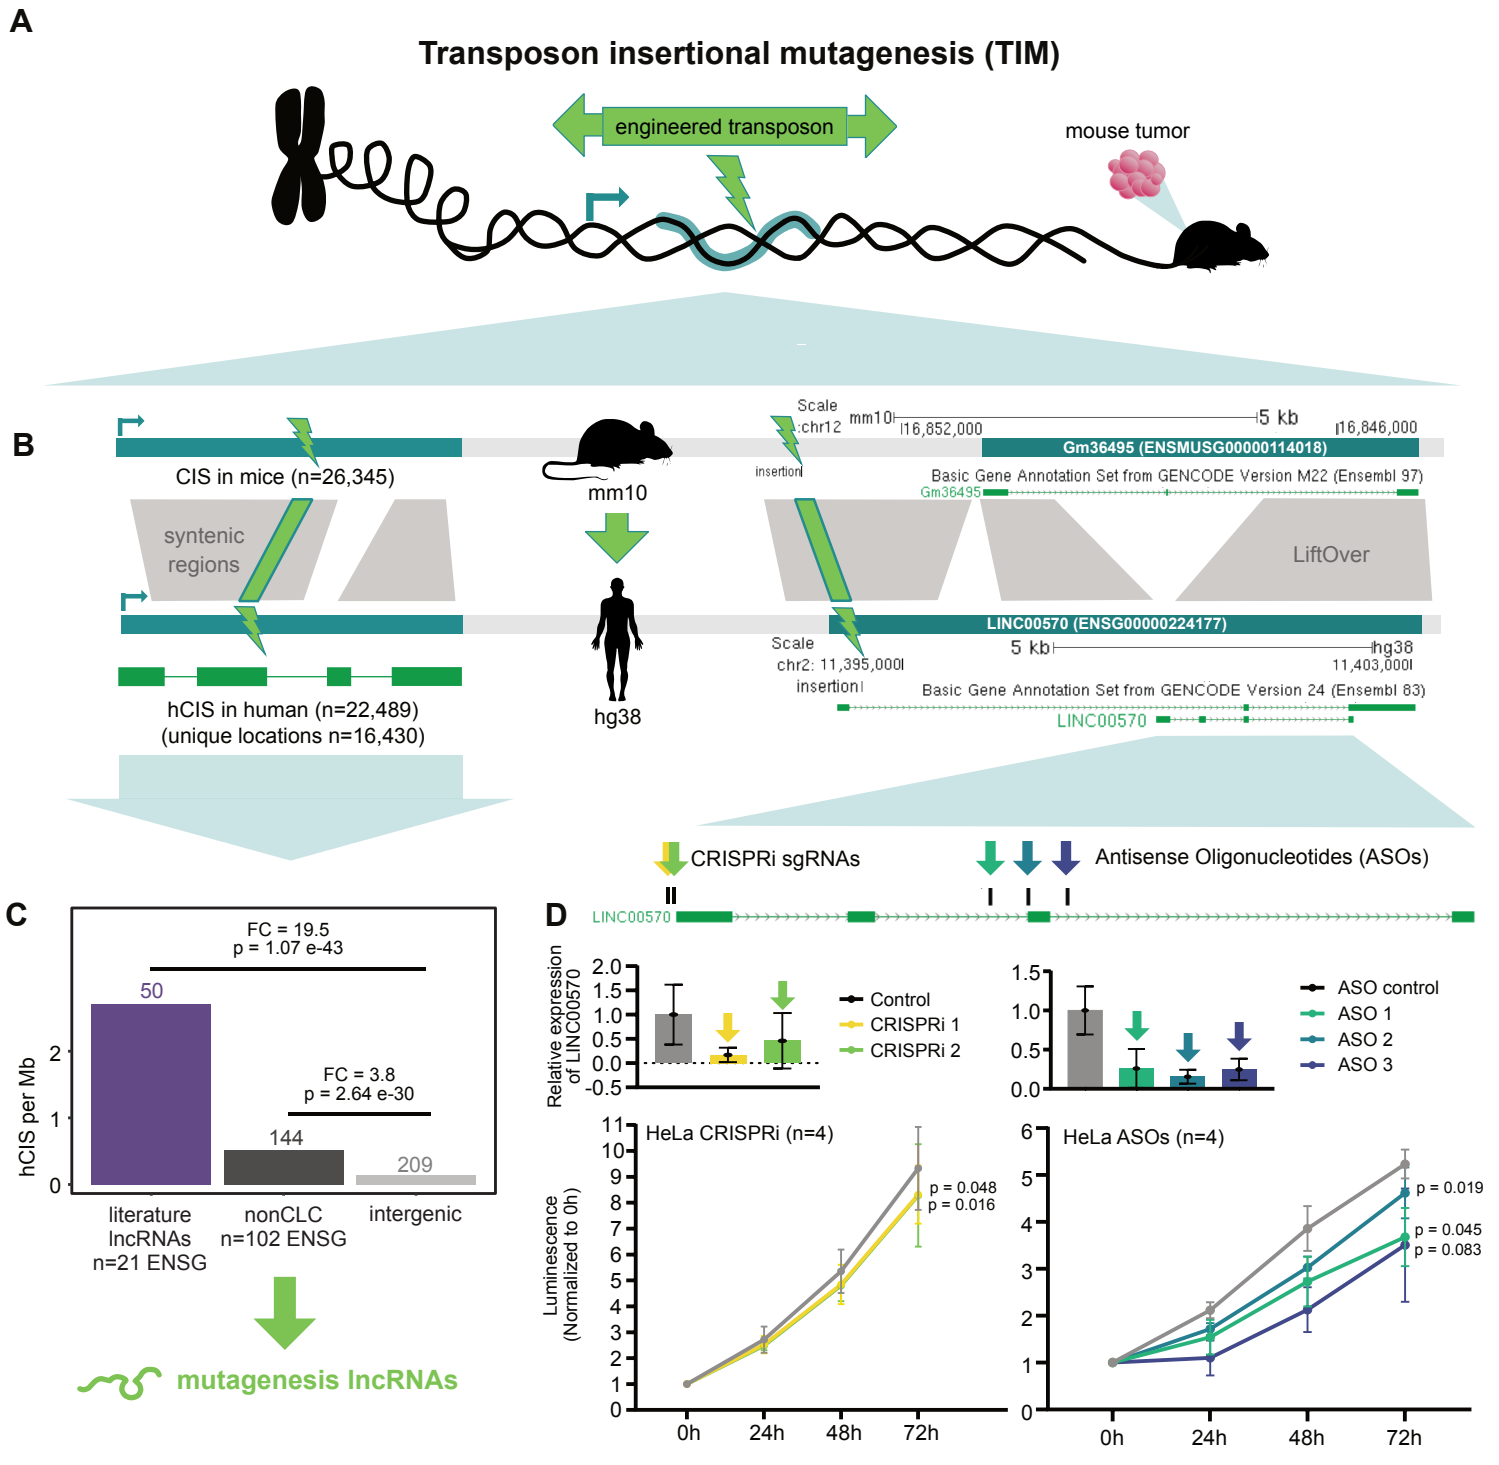 A
Transposon insertional mutagenesis (TIM)
engineered transposon
mouse tumor
B
Scale
:chr12
mm10
5 kb
16,852,000
16,846,000
Gm36495 (ENSMUSG00000114018)
insertion
CIS in mice (n=26,345)
mm10
Basic Gene Annotation Set from GENCODE Version M22 (Ensembl 97)
Gm36495
syntenic
regions
LiftOver
LINC00570 (ENSG00000224177)
Scale
5 kb
hg38
chr2:
11,395,000
11,403,000
insertion
Basic Gene Annotation Set from GENCODE Version 24 (Ensembl 83)
LINC00570
hCIS in human (n=22,489)
(unique locations n=16,430)
hg38
CRISPRi sgRNAs
Antisense Oligonucleotides (ASOs)
C
FC = 19.5
p = 1.07 e-43
50
FC = 3.8
p = 2.64 e-30
144
209
hCIS per Mb
2
1
0
literature
lncRNAs
n=21 ENSG
nonCLC
n=102 ENSG
intergenic
mutagenesis lncRNAs
D
LINC00570
Relative expression
of LINC00570
2.0
1.5
1.0
0.5
0.0
-0.5
Control
CRISPRi 1
CRISPRi 2
1.5
1.0
0.5
0.0
ASO control
ASO 1
ASO 2
ASO 3
HeLa CRISPRi (n=4)
Luminescence
(Normalized to 0h)
11
10
9
8
7
6
5
4
3
2
1
0
p = 0.048
p = 0.016
0h
24h
48h
72h
HeLa ASOs (n=4)
6
5
4
3
2
1
0
p = 0.019
p = 0.045
p = 0.083
0h
24h
48h
72h